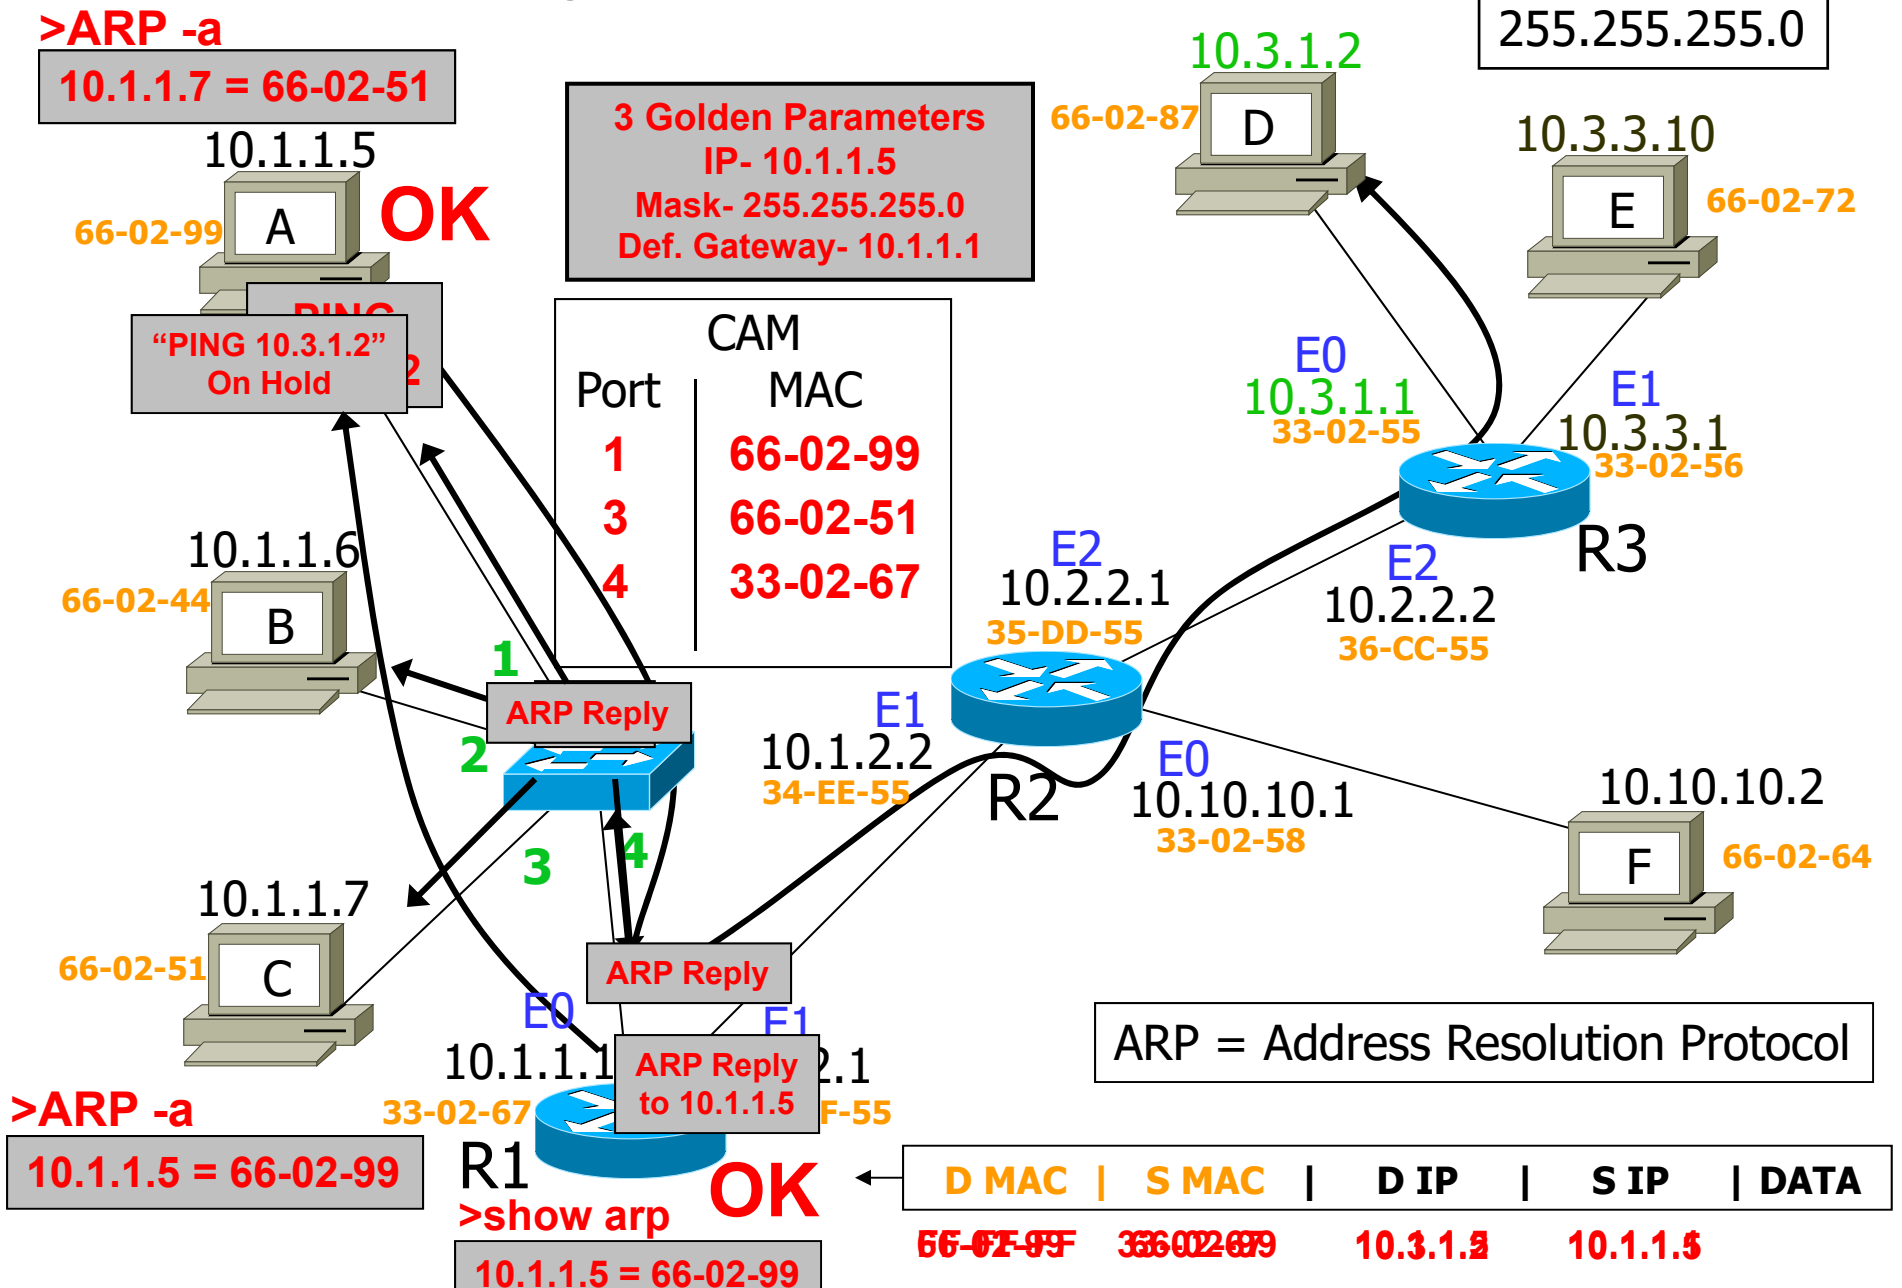 >ARP -a
10.1.1.7 = 66-02-51
10.1.1.5
66-02-99
A
OK
"PING 10.3.1.2"
On Hold
3 Golden Parameters
IP- 10.1.1.5
Mask- 255.255.255.0
Def. Gateway- 10.1.1.1
255.255.255.0
10.3.1.2
66-02-87
D
10.3.3.10
E
66-02-72
CAM
Port MAC
1 66-02-99
3 66-02-51
4 33-02-67
E0
10.3.1.1
33-02-55
E1
10.3.3.1
33-02-56
R3
E2
10.2.2.2
36-CC-55
E2
10.2.2.1
35-DD-55
10.1.1.6
66-02-44
B
1
2
3
4
ARP Reply
E1
10.1.2.2
34-EE-55
R2
E0
10.10.10.1
33-02-58
10.10.10.2
F
66-02-64
10.1.1.7
66-02-51
C
ARP Reply
E0
10.1.1.1
33-02-67
E1
2.1
F-55
ARP Reply
to 10.1.1.5
R1
OK
ARP = Address Resolution Protocol
>ARP -a
10.1.1.5 = 66-02-99
>show arp
10.1.1.5 = 66-02-99
D MAC | S MAC | D IP | S IP | DATA